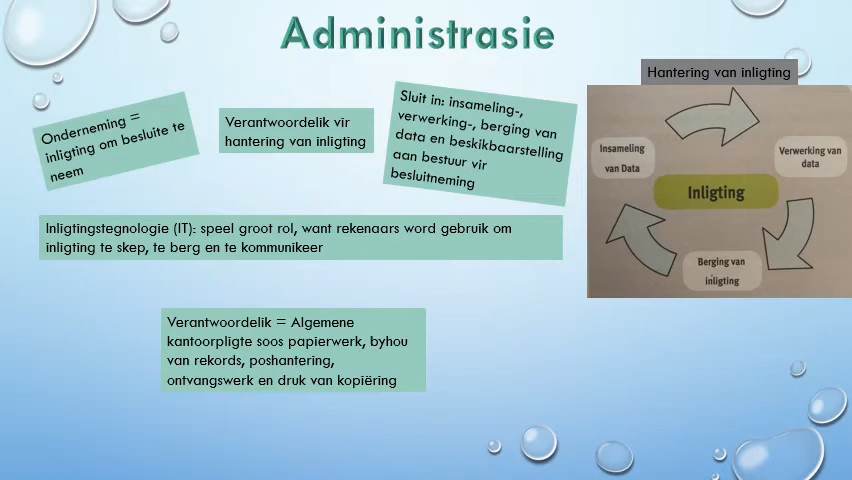 Administrasie
Onderneming =
inligting om besluite te
neem
Verantwoordelik vir
hantering van inligting
Sluit in: insameling-,
verwerking-, berging van
data en beskikbaarstelling
aan bestuur vir
besluitneming
Hantering van inligting
Insameling
van Data
Verwerking van
data
Inligting
Berging van
inligting
Inligtingstegnologie (IT): speel groot rol, want rekenaars word gebruik om
inligting te skep, te berg en te kommunikeer
Verantwoordelik = Algemene
kantoorpligte soos papierwerk, byhou
van rekords, poshantering,
ontvangswerk en druk van kopiëring